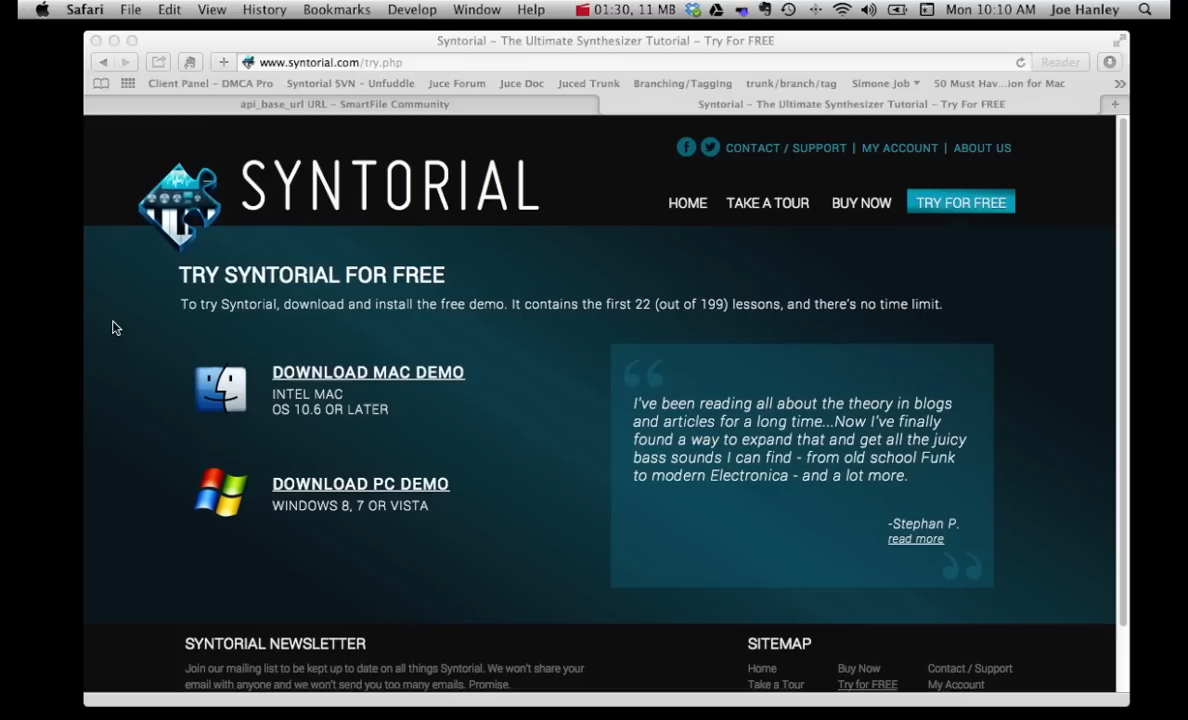 Safari File Edit View History Bookmarks Develop Window Help 01:30, 11 MB Mon 10:10 AM Joe Hanley
Syntorial – The Ultimate Synthesizer Tutorial – Try For FREE
www.syntorial.com/try.php Reader
Client Panel – DMCA Pro Syntorial SVN – Unfuddle Juce Forum Juce Doc Juced Trunk Branching/Tagging trunk/branch/tag Simone Job 50 Must Hav...ion for Mac
api_base_url URL – SmartFile Community Syntorial – The Ultimate Synthesizer Tutorial – Try For FREE
CONTACT / SUPPORT | MY ACCOUNT | ABOUT US
SYNTORIAL
HOME TAKE A TOUR BUY NOW TRY FOR FREE
TRY SYNTORIAL FOR FREE
To try Syntorial, download and install the free demo. It contains the first 22 (out of 199) lessons, and there's no time limit.
DOWNLOAD MAC DEMO
INTEL MAC
OS 10.6 OR LATER
DOWNLOAD PC DEMO
WINDOWS 8, 7 OR VISTA
“
I've been reading all about the theory in blogs
and articles for a long time...Now I've finally
found a way to expand that and get all the juicy
bass sounds I can find - from old school Funk
to modern Electronica - and a lot more.
-Stephan P.
read more
”
SYNTORIAL NEWSLETTER
Join our mailing list to be kept up to date on all things Syntorial. We won't share your
email with anyone and we won't send you too many emails. Promise.
SITEMAP
Home Buy Now Contact / Support
Take a Tour Try for FREE My Account